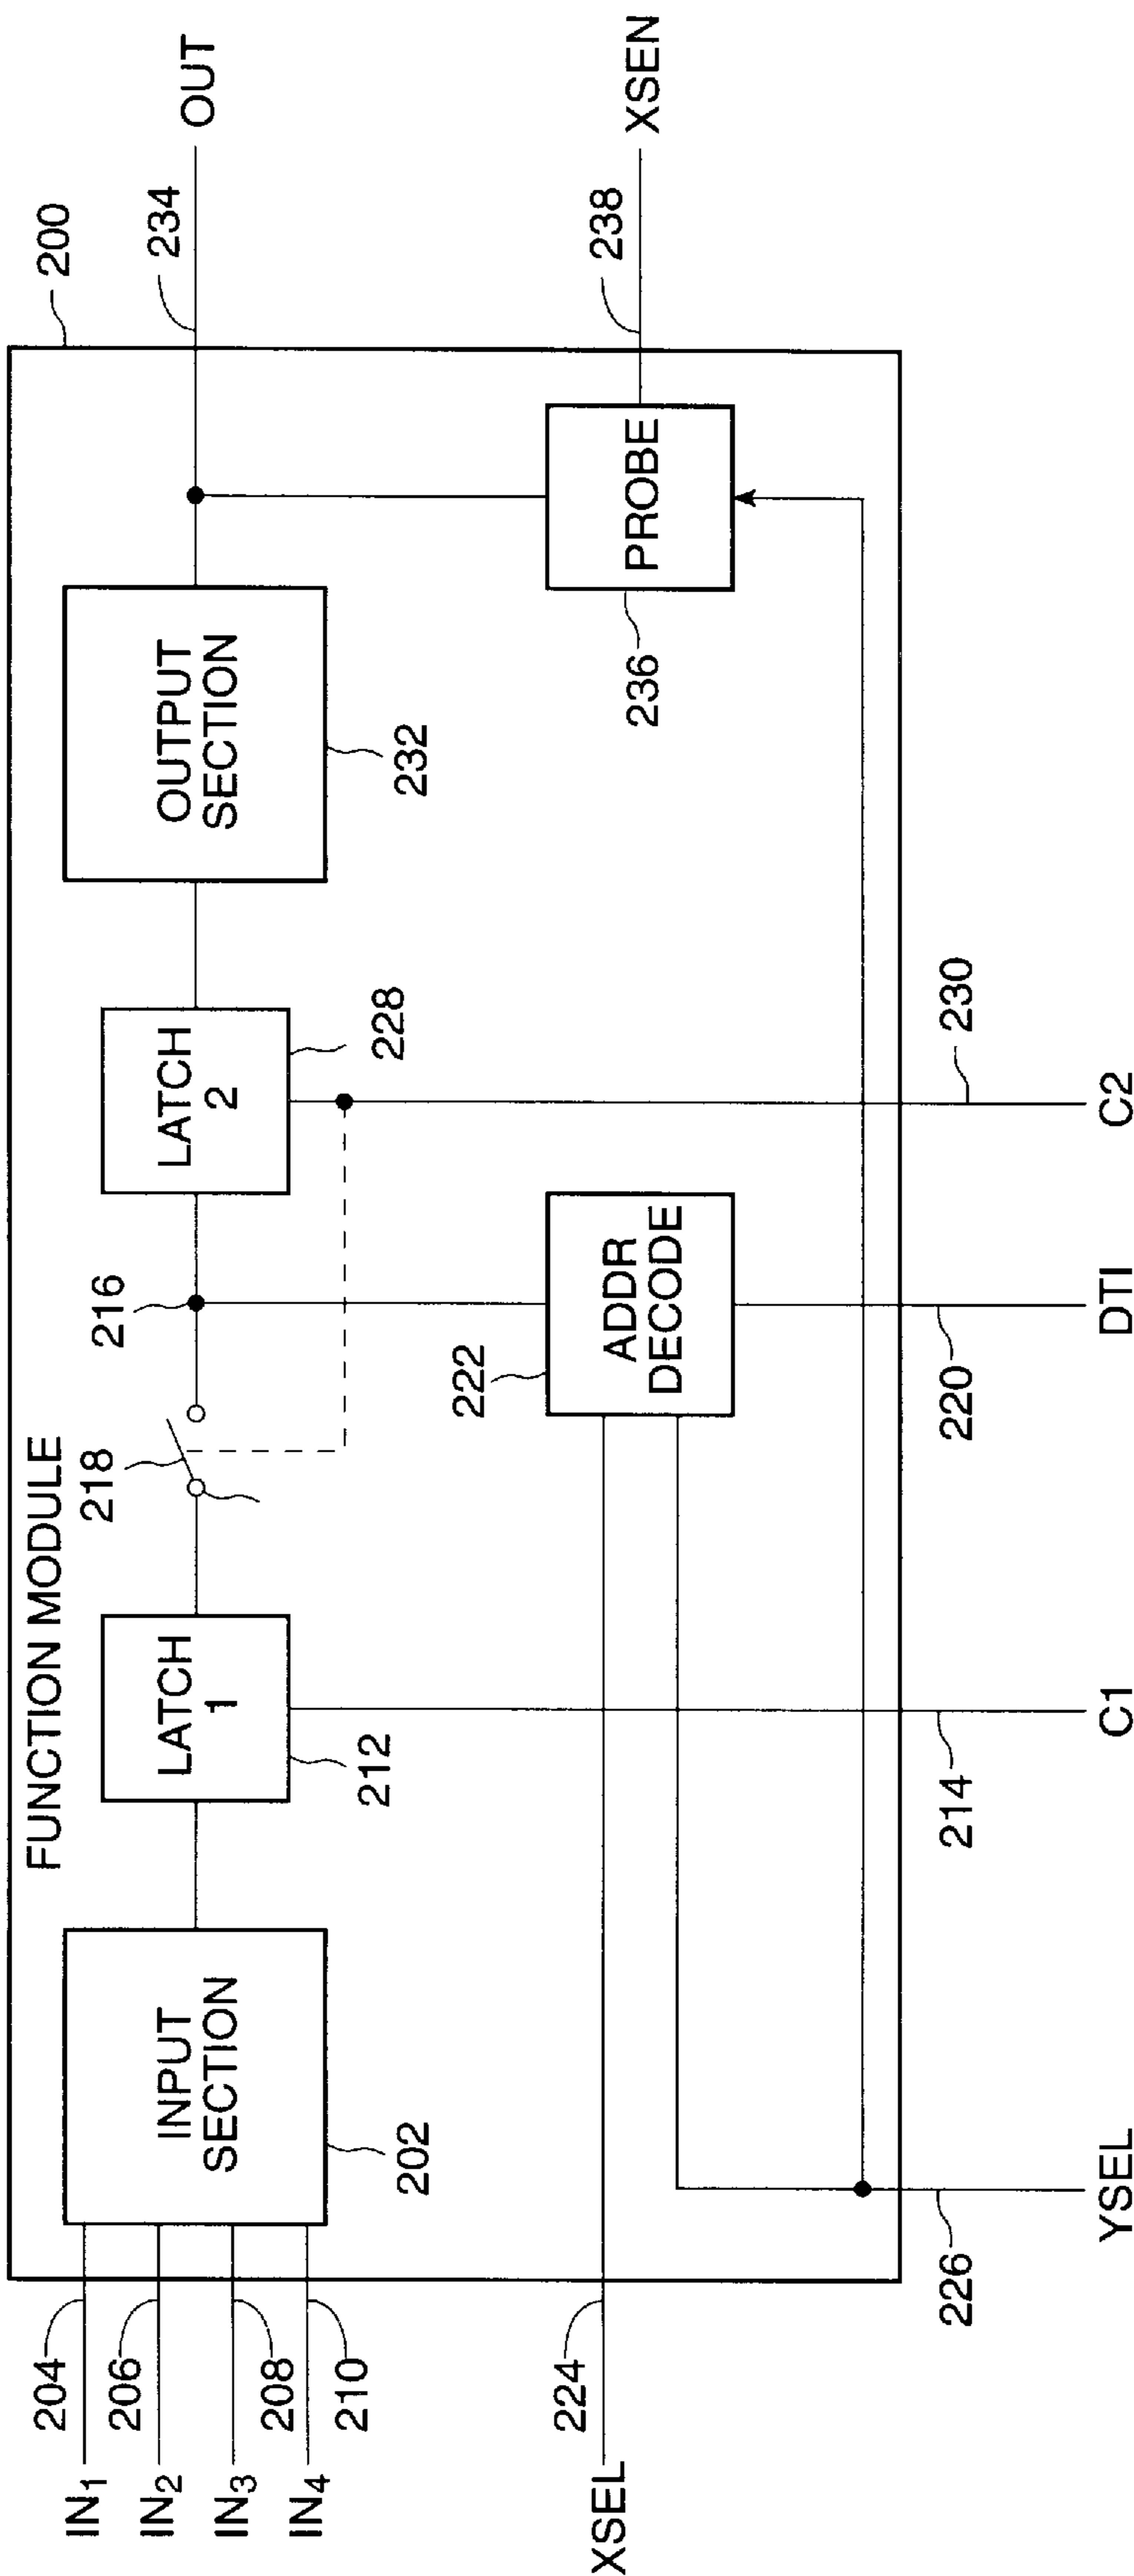 FUNCTION MODULE
200
IN1
204
IN2
206
IN3
208
IN4
210
INPUT
SECTION
202
LATCH
1
212
218
216
LATCH
2
228
OUTPUT
SECTION
232
234
OUT
XSEL
224
222
ADDR
DECODE
236
PROBE
238
XSEN
226
YSEL
214
C1
220
DTI
230
C2